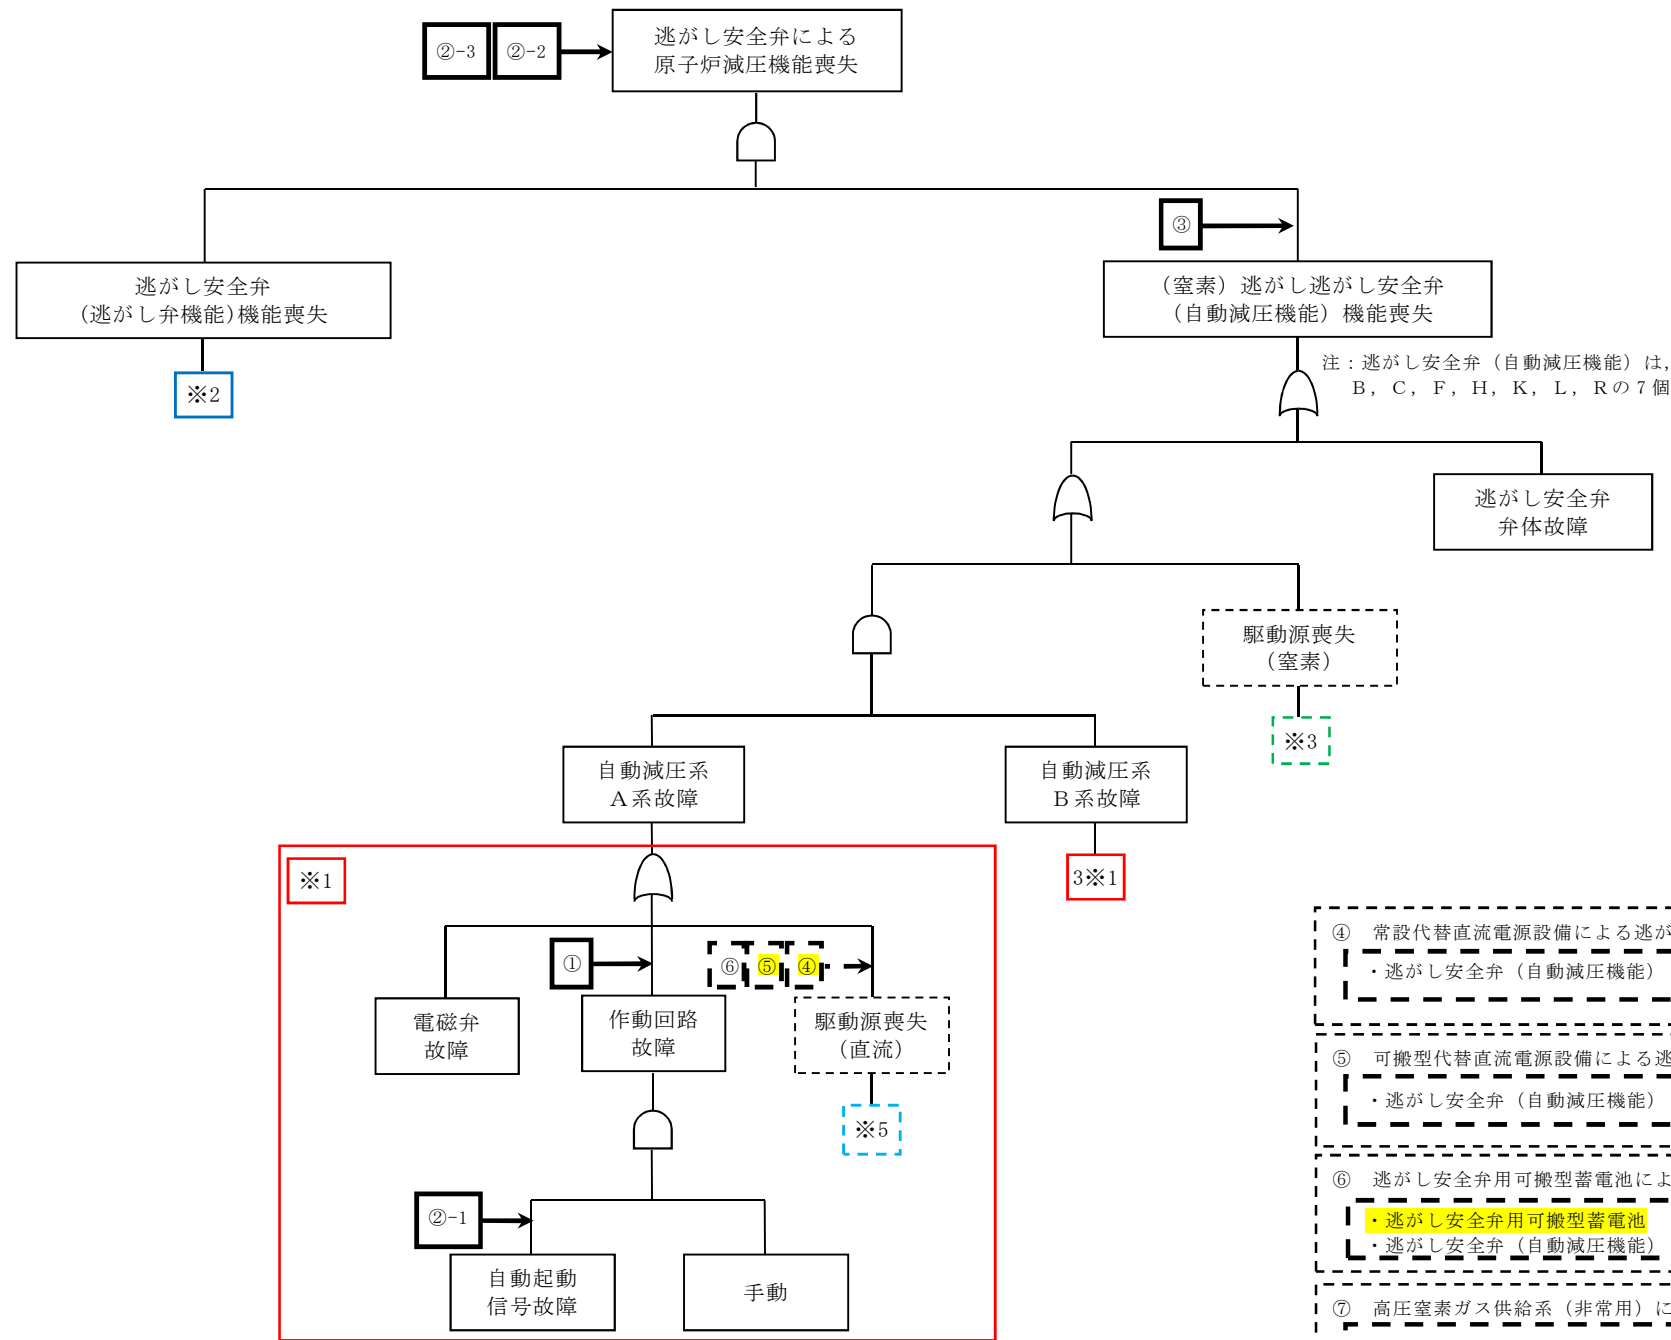 ②-3 ②-2
逃がし安全弁による
原子炉減圧機能喪失
③
逃がし安全弁
(逃がし弁機能)機能喪失
（窒素）逃がし逃がし安全弁
（自動減圧機能）機能喪失
※2
注：逃がし安全弁（自動減圧機能）は，
Ｂ，Ｃ，Ｆ，Ｈ，Ｋ，Ｌ，Ｒの７個
逃がし安全弁
弁体故障
駆動源喪失
（窒素）
※3
自動減圧系
Ａ系故障
自動減圧系
Ｂ系故障
※1
3※1
①
⑥ ⑤ ④
電磁弁
故障
作動回路
故障
駆動源喪失
（直流）
※5
②-1
自動起動
信号故障
手動
④　常設代替直流電源設備による逃が
・逃がし安全弁（自動減圧機能）
⑤　可搬型代替直流電源設備による逃
・逃がし安全弁（自動減圧機能）
⑥　逃がし安全弁用可搬型蓄電池によ
・逃がし安全弁用可搬型蓄電池
・逃がし安全弁（自動減圧機能）
⑦　高圧窒素ガス供給系（非常用）に